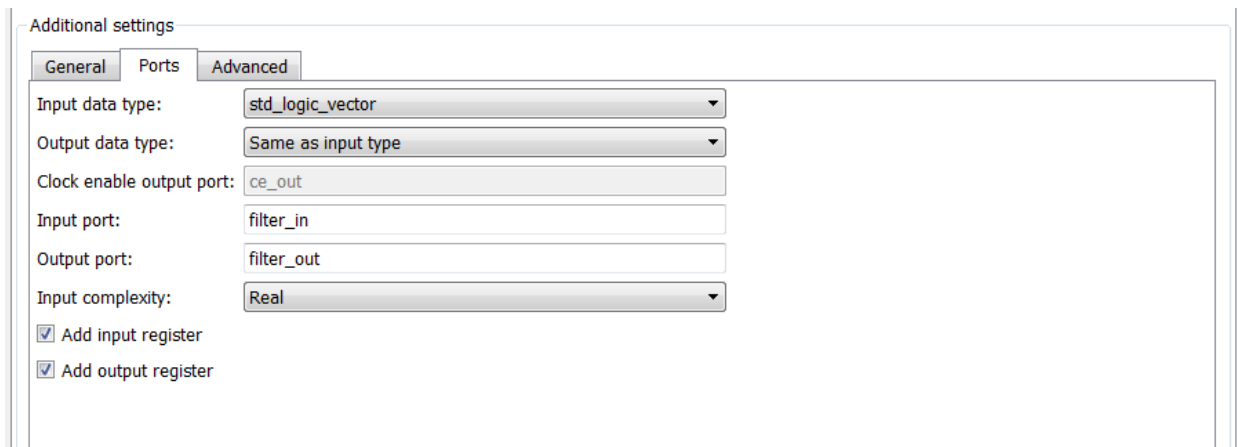 Additional settings
General Ports Advanced
Input data type: std_logic_vector
Output data type: Same as input type
Clock enable output port: ce_out
Input port: filter_in
Output port: filter_out
Input complexity: Real
Add input register
Add output register